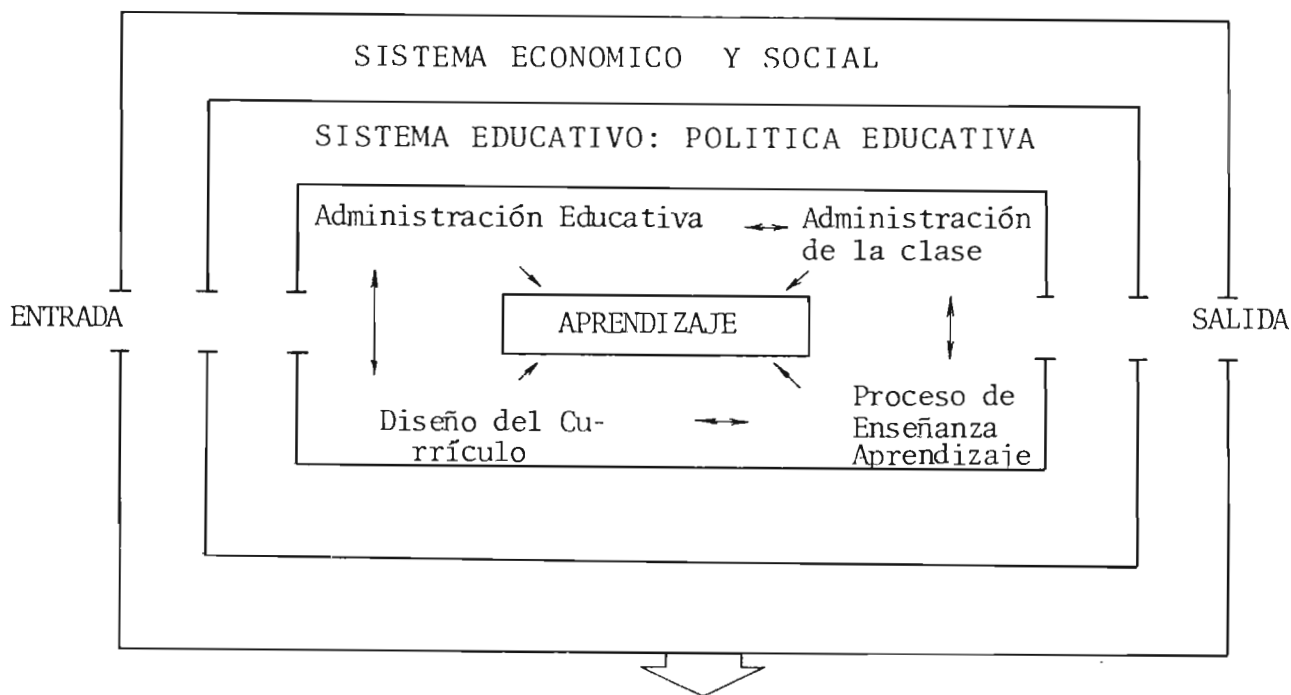 SISTEMA ECONOMICO Y SOCIAL
SISTEMA EDUCATIVO: POLITICA EDUCATIVA
Administración Educativa
Administración
de la clase
ENTRADA
APRENDIZAJE
SALIDA
Diseño del Cu-
rrículo
Proceso de
Enseñanza
Aprendizaje